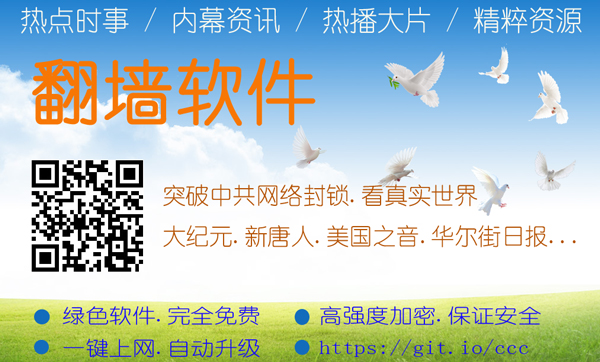 热点时事 / 内幕资讯 / 热播大片 / 精粹资源
翻墙软件
突破中共网络封锁.看真实世界
大纪元.新唐人.美国之音.华尔街日报...
● 绿色软件.完全免费 ● 高强度加密.保证安全
● 一键上网.自动升级 ● https://git.io/ccc